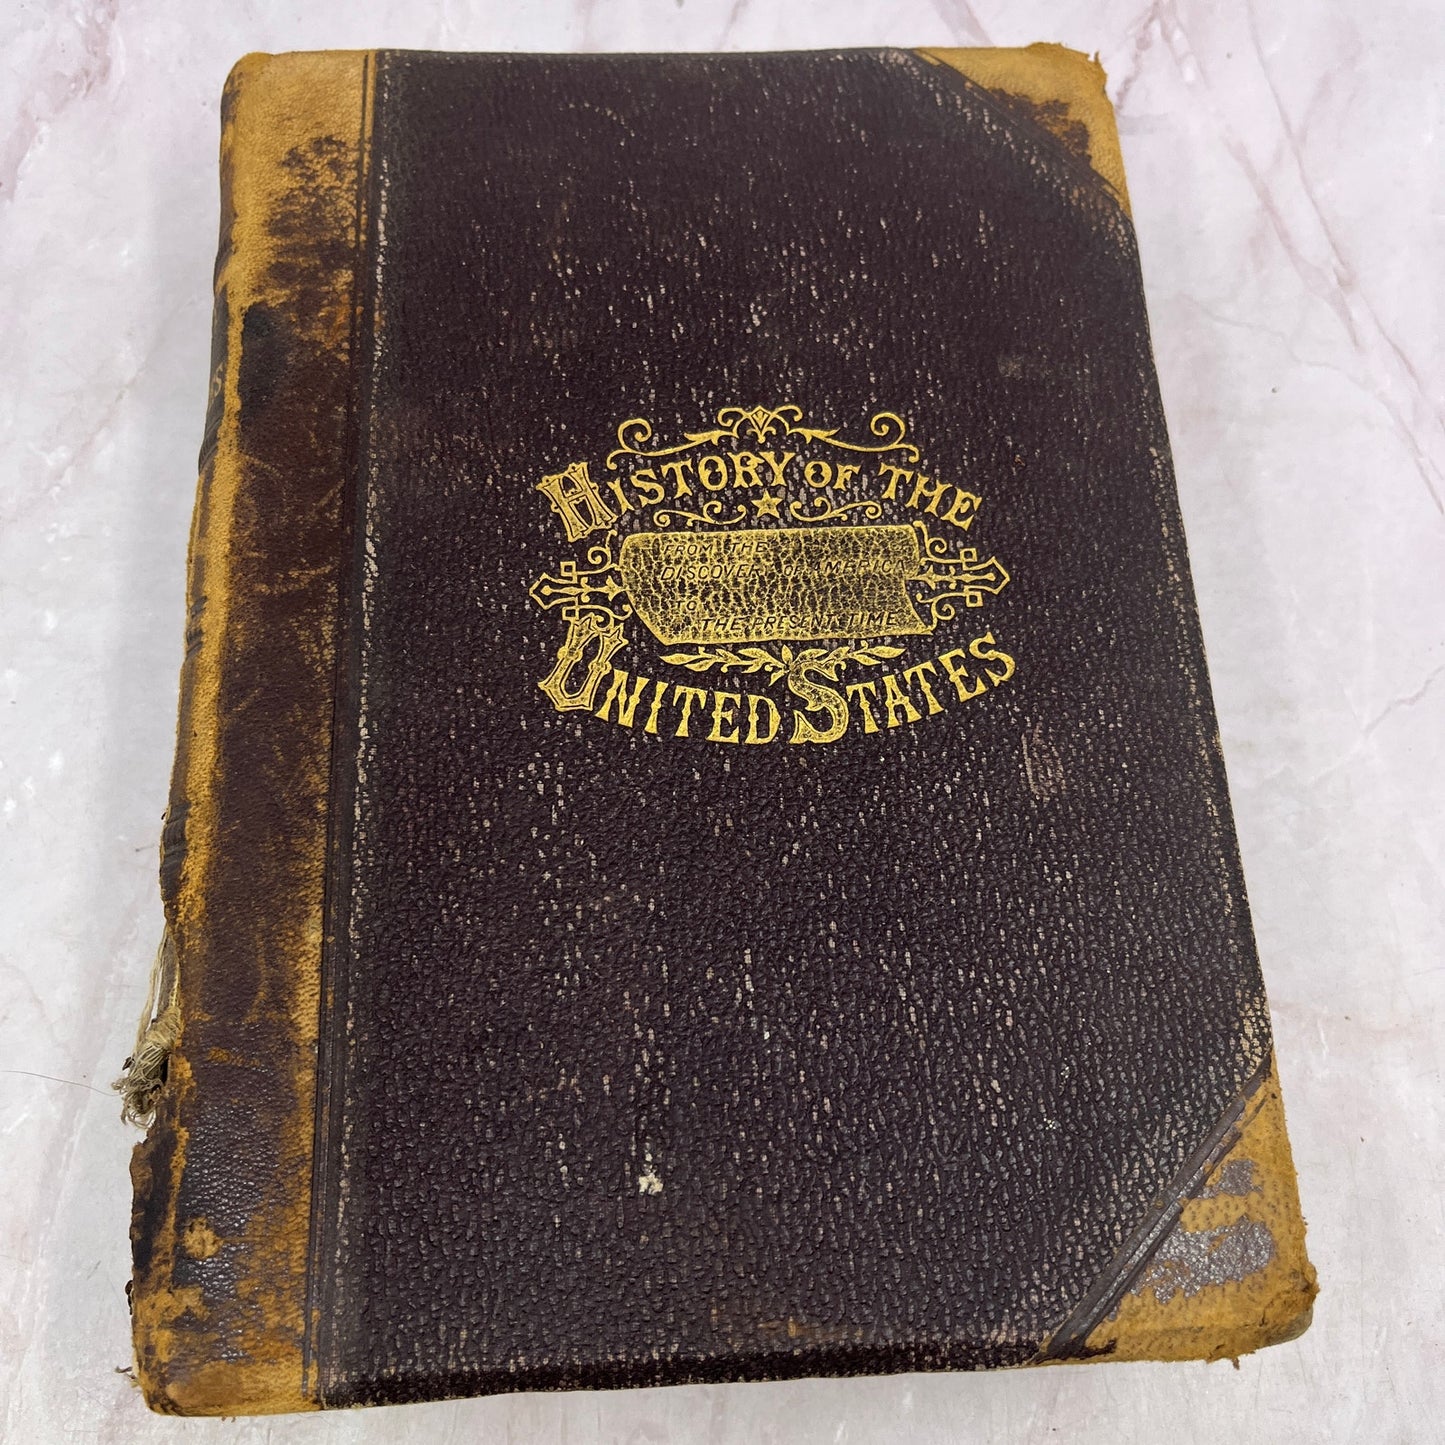 HISTORY OF THE
FROM THE
DISCOVERY OF AMERICA
TO
THE PRESENT TIME
UNITED STATES
S